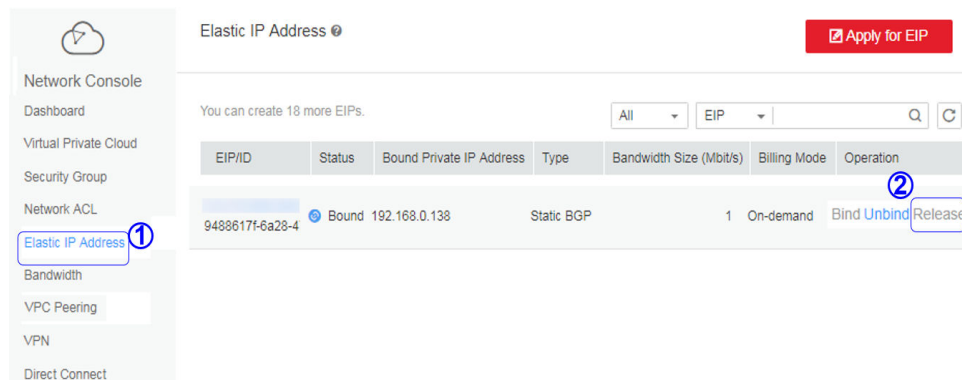 Elastic IP Address
Apply for EIP
Network Console
Dashboard
Virtual Private Cloud
Security Group
Network ACL
Elastic IP Address ①
Bandwidth
VPC Peering
VPN
Direct Connect
You can create 18 more EIPs.
All EIP
EIP/ID Status Bound Private IP Address Type Bandwidth Size (Mbit/s) Billing Mode Operation
②
9488617f-6a28-4 Bound 192.168.0.138 Static BGP 1 On-demand Bind Unbind Release